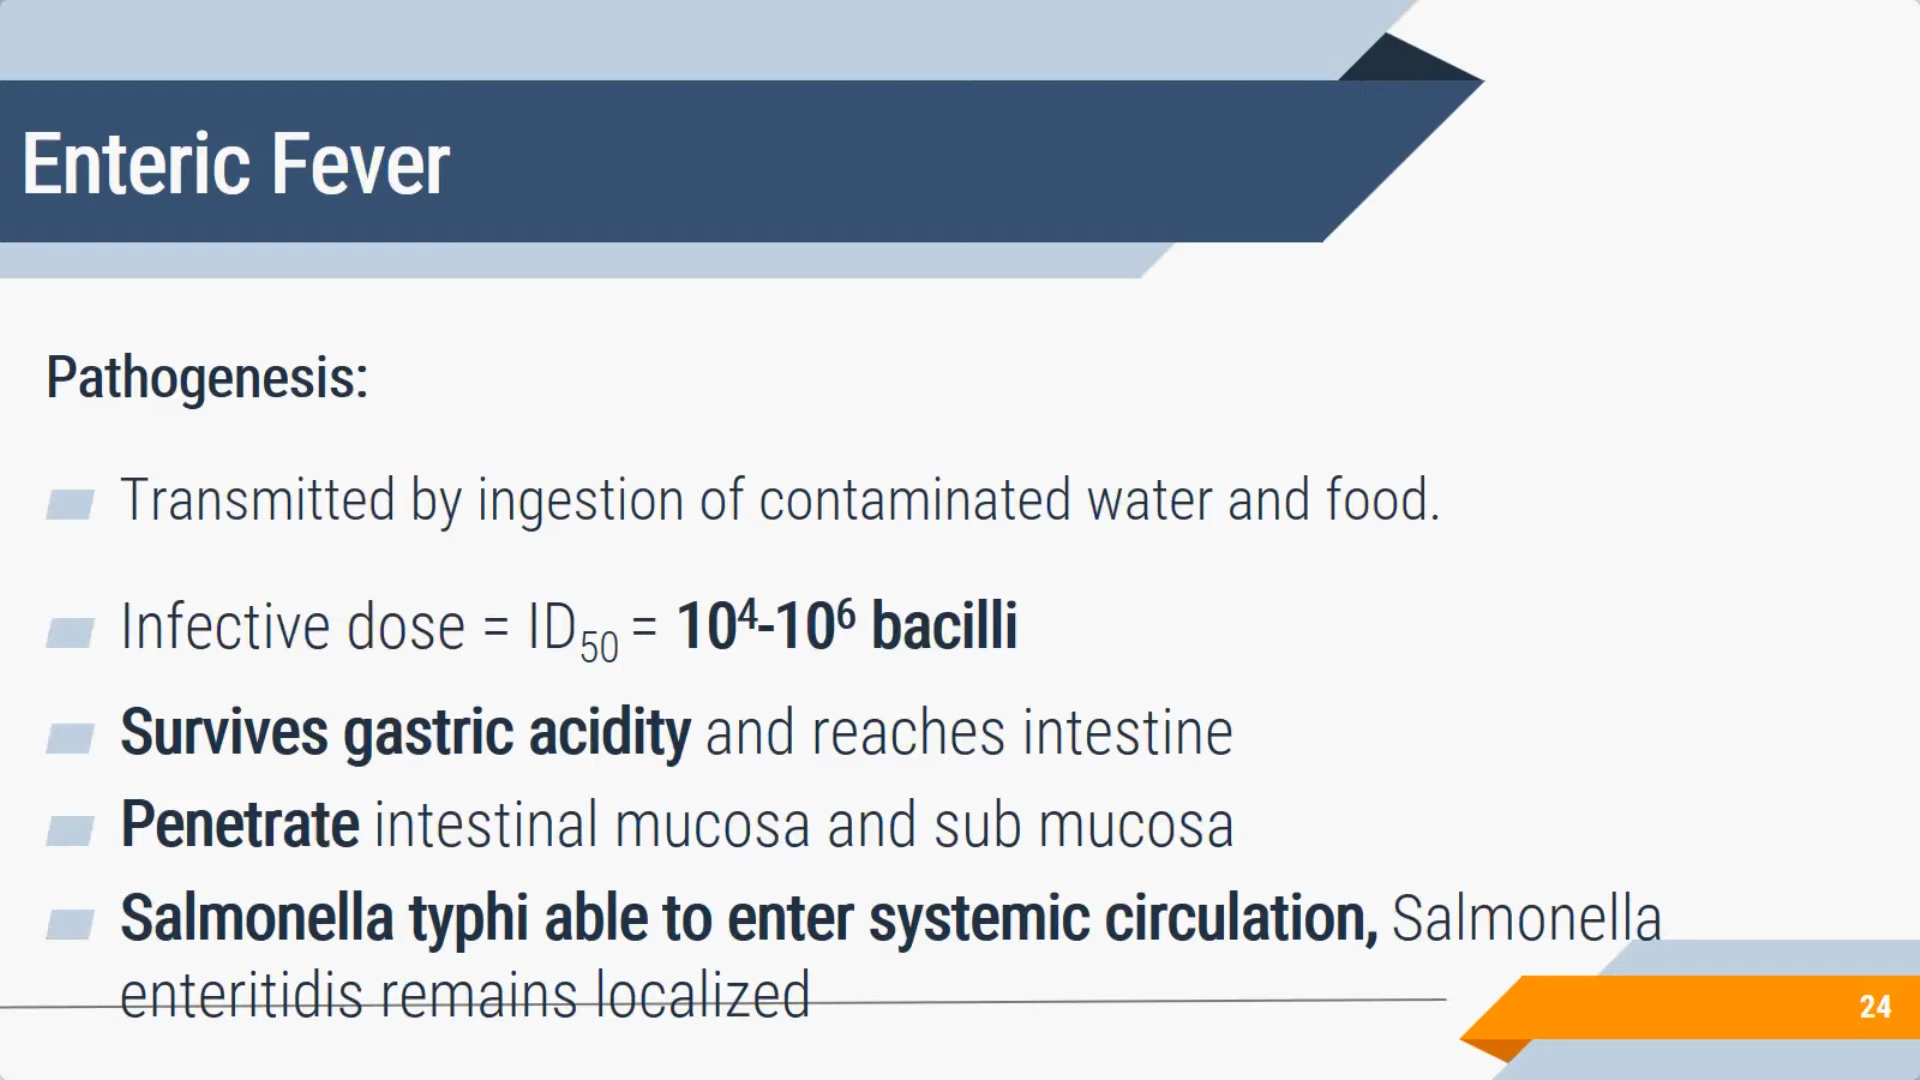 Enteric Fever
Pathogenesis:
Transmitted by ingestion of contaminated water and food.
Infective dose = ID₅₀ = 10⁴-10⁶ bacilli
Survives gastric acidity and reaches intestine
Penetrate intestinal mucosa and sub mucosa
Salmonella typhi able to enter systemic circulation, Salmonella
enteritidis remains localized
24